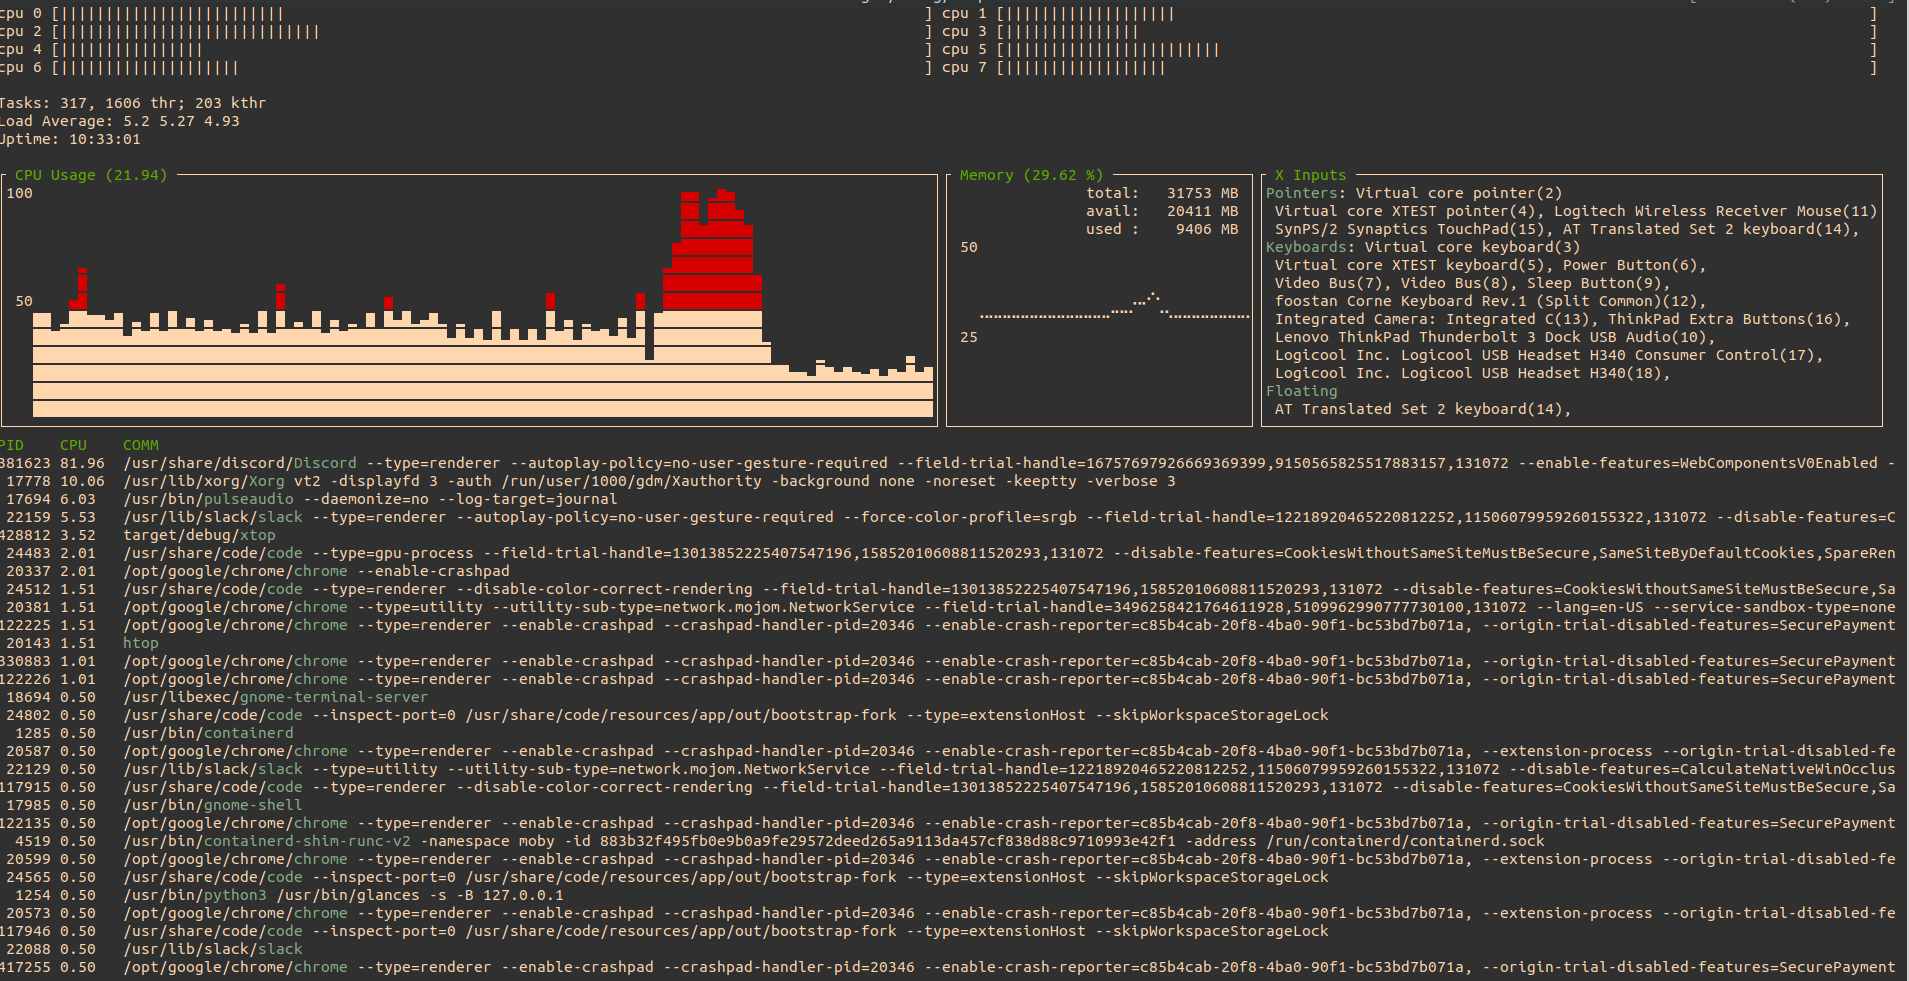 cpu 0 [||||||||||||||||||||||||| ] cpu 1 [||||||||||||||||||| ]
cpu 2 [||||||||||||||||||||||||||||| ] cpu 3 [||||||||||||||| ]
cpu 4 [|||||||||||||||| ] cpu 5 [|||||||||||||||||||||||| ]
cpu 6 [|||||||||||||||||||| ] cpu 7 [|||||||||||||||||| ]
Tasks: 317, 1606 thr; 203 kthr
Load Average: 5.2 5.27 4.93
Uptime: 10:33:01
CPU Usage (21.94)
100
50
Memory (29.62 %)
total: 31753 MB
avail: 20411 MB
used : 9406 MB
50
25
X Inputs
Pointers: Virtual core pointer(2)
Virtual core XTEST pointer(4), Logitech Wireless Receiver Mouse(11)
SynPS/2 Synaptics TouchPad(15), AT Translated Set 2 keyboard(14),
Keyboards: Virtual core keyboard(3)
Virtual core XTEST keyboard(5), Power Button(6),
Video Bus(7), Video Bus(8), Sleep Button(9),
foostan Corne Keyboard Rev.1 (Split Common)(12),
Integrated Camera: Integrated C(13), ThinkPad Extra Buttons(16),
Lenovo ThinkPad Thunderbolt 3 Dock USB Audio(10),
Logicool Inc. Logicool USB Headset H340 Consumer Control(17),
Logicool Inc. Logicool USB Headset H340(18),
Floating
AT Translated Set 2 keyboard(14),
PID CPU COMM
381623 81.96 /usr/share/discord/Discord --type=renderer --autoplay-policy=no-user-gesture-required --field-trial-handle=16757697926669369399,9150565825517883157,131072 --enable-features=WebComponentsV0Enabled -
17778 10.06 /usr/lib/xorg/Xorg vt2 -displayfd 3 -auth /run/user/1000/gdm/Xauthority -background none -noreset -keeptty -verbose 3
17694 6.03 /usr/bin/pulseaudio --daemonize=no --log-target=journal
22159 5.53 /usr/lib/slack/slack --type=renderer --autoplay-policy=no-user-gesture-required --force-color-profile=srgb --field-trial-handle=12218920465220812252,11506079959260155322,131072 --disable-features=C
428812 3.52 target/debug/xtop
24483 2.01 /usr/share/code/code --type=gpu-process --field-trial-handle=13013852225407547196,15852010608811520293,131072 --disable-features=CookiesWithoutSameSiteMustBeSecure,SameSiteByDefaultCookies,SpareRen
20337 2.01 /opt/google/chrome/chrome --enable-crashpad
24512 1.51 /usr/share/code/code --type=renderer --disable-color-correct-rendering --field-trial-handle=13013852225407547196,15852010608811520293,131072 --disable-features=CookiesWithoutSameSiteMustBeSecure,Sa
20381 1.51 /opt/google/chrome/chrome --type=utility --utility-sub-type=network.mojom.NetworkService --field-trial-handle=3496258421764611928,5109962990777730100,131072 --lang=en-US --service-sandbox-type=none
122225 1.51 /opt/google/chrome/chrome --type=renderer --enable-crashpad --crashpad-handler-pid=20346 --enable-crash-reporter=c85b4cab-20f8-4ba0-90f1-bc53bd7b071a, --origin-trial-disabled-features=SecurePayment
20143 1.51 htop
330883 1.01 /opt/google/chrome/chrome --type=renderer --enable-crashpad --crashpad-handler-pid=20346 --enable-crash-reporter=c85b4cab-20f8-4ba0-90f1-bc53bd7b071a, --origin-trial-disabled-features=SecurePayment
122226 1.01 /opt/google/chrome/chrome --type=renderer --enable-crashpad --crashpad-handler-pid=20346 --enable-crash-reporter=c85b4cab-20f8-4ba0-90f1-bc53bd7b071a, --origin-trial-disabled-features=SecurePayment
18694 0.50 /usr/libexec/gnome-terminal-server
24802 0.50 /usr/share/code/code --inspect-port=0 /usr/share/code/resources/app/out/bootstrap-fork --type=extensionHost --skipWorkspaceStorageLock
1285 0.50 /usr/bin/containerd
20587 0.50 /opt/google/chrome/chrome --type=renderer --enable-crashpad --crashpad-handler-pid=20346 --enable-crash-reporter=c85b4cab-20f8-4ba0-90f1-bc53bd7b071a, --extension-process --origin-trial-disabled-fe
22129 0.50 /usr/lib/slack/slack --type=utility --utility-sub-type=network.mojom.NetworkService --field-trial-handle=12218920465220812252,11506079959260155322,131072 --disable-features=CalculateNativeWinOcclus
117915 0.50 /usr/share/code/code --type=renderer --disable-color-correct-rendering --field-trial-handle=13013852225407547196,15852010608811520293,131072 --disable-features=CookiesWithoutSameSiteMustBeSecure,Sa
17985 0.50 /usr/bin/gnome-shell
122135 0.50 /opt/google/chrome/chrome --type=renderer --enable-crashpad --crashpad-handler-pid=20346 --enable-crash-reporter=c85b4cab-20f8-4ba0-90f1-bc53bd7b071a, --origin-trial-disabled-features=SecurePayment
4519 0.50 /usr/bin/containerd-shim-runc-v2 -namespace moby -id 883b32f495fb0e9b0a9fe29572deed265a9113da457cf838d88c9710993e42f1 -address /run/containerd/containerd.sock
20599 0.50 /opt/google/chrome/chrome --type=renderer --enable-crashpad --crashpad-handler-pid=20346 --enable-crash-reporter=c85b4cab-20f8-4ba0-90f1-bc53bd7b071a, --extension-process --origin-trial-disabled-fe
24565 0.50 /usr/share/code/code --inspect-port=0 /usr/share/code/resources/app/out/bootstrap-fork --type=extensionHost --skipWorkspaceStorageLock
1254 0.50 /usr/bin/python3 /usr/bin/glances -s -B 127.0.0.1
20573 0.50 /opt/google/chrome/chrome --type=renderer --enable-crashpad --crashpad-handler-pid=20346 --enable-crash-reporter=c85b4cab-20f8-4ba0-90f1-bc53bd7b071a, --extension-process --origin-trial-disabled-fe
117946 0.50 /usr/share/code/code --inspect-port=0 /usr/share/code/resources/app/out/bootstrap-fork --type=extensionHost --skipWorkspaceStorageLock
22088 0.50 /usr/lib/slack/slack
417255 0.50 /opt/google/chrome/chrome --type=renderer --enable-crashpad --crashpad-handler-pid=20346 --enable-crash-reporter=c85b4cab-20f8-4ba0-90f1-bc53bd7b071a, --origin-trial-disabled-features=SecurePayment